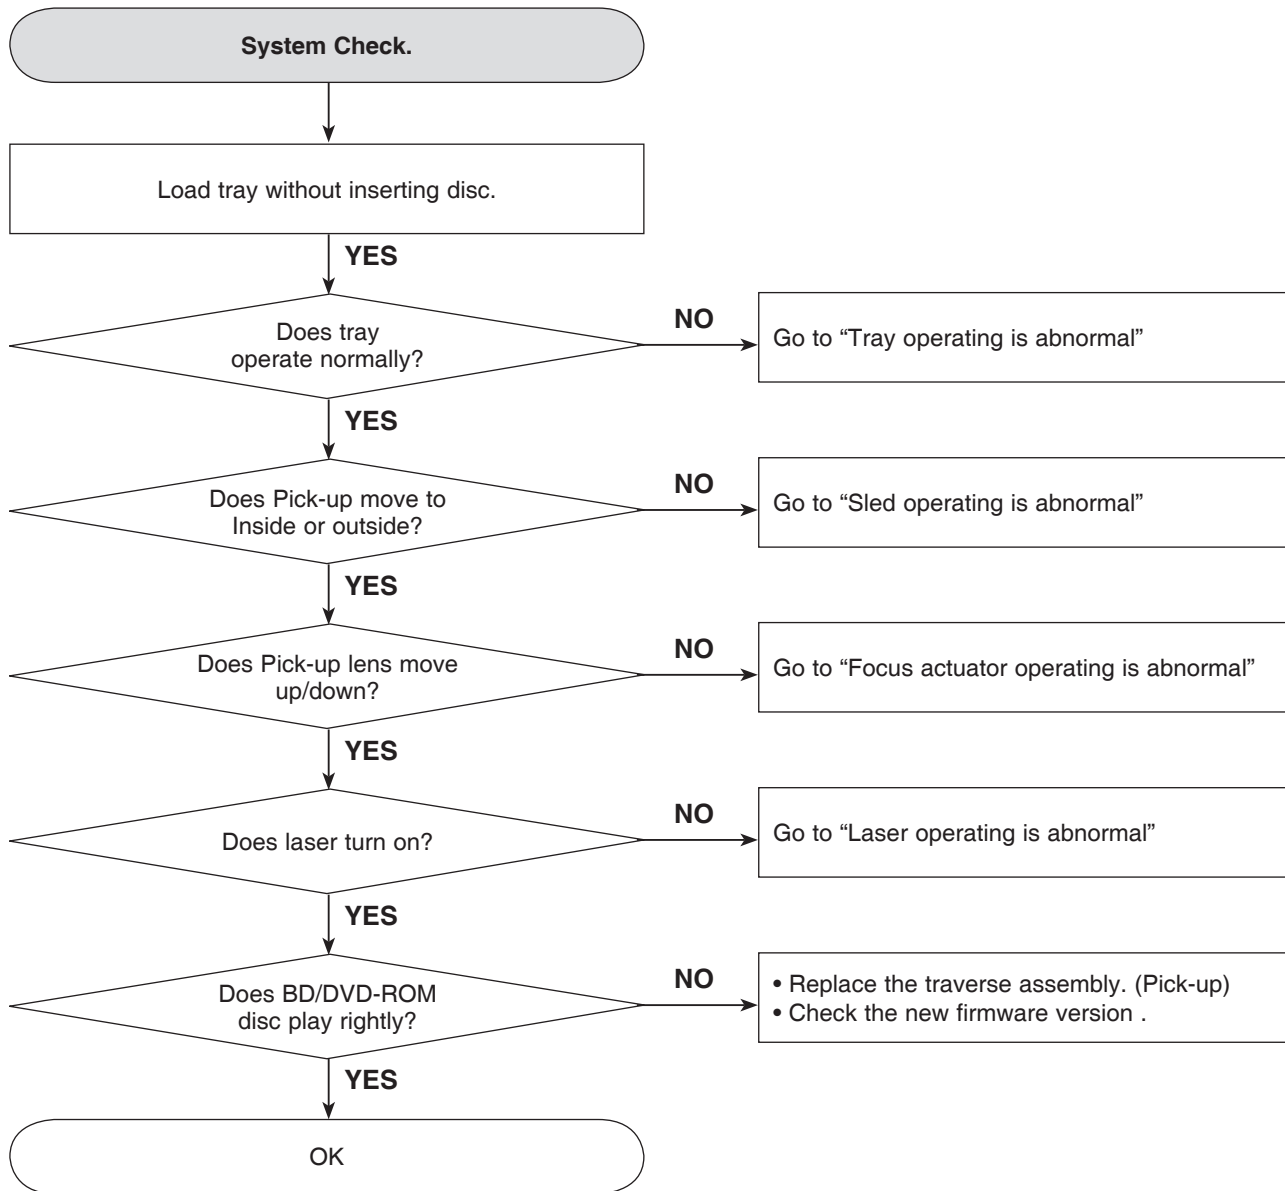 System Check.
Load tray without inserting disc.
YES
Does tray
operate normally?
NO
Go to “Tray operating is abnormal”
YES
Does Pick-up move to
Inside or outside?
NO
Go to “Sled operating is abnormal”
YES
Does Pick-up lens move
up/down?
NO
Go to “Focus actuator operating is abnormal”
YES
Does laser turn on?
NO
Go to “Laser operating is abnormal”
YES
Does BD/DVD-ROM
disc play rightly?
NO
• Replace the traverse assembly. (Pick-up)
• Check the new firmware version .
YES
OK